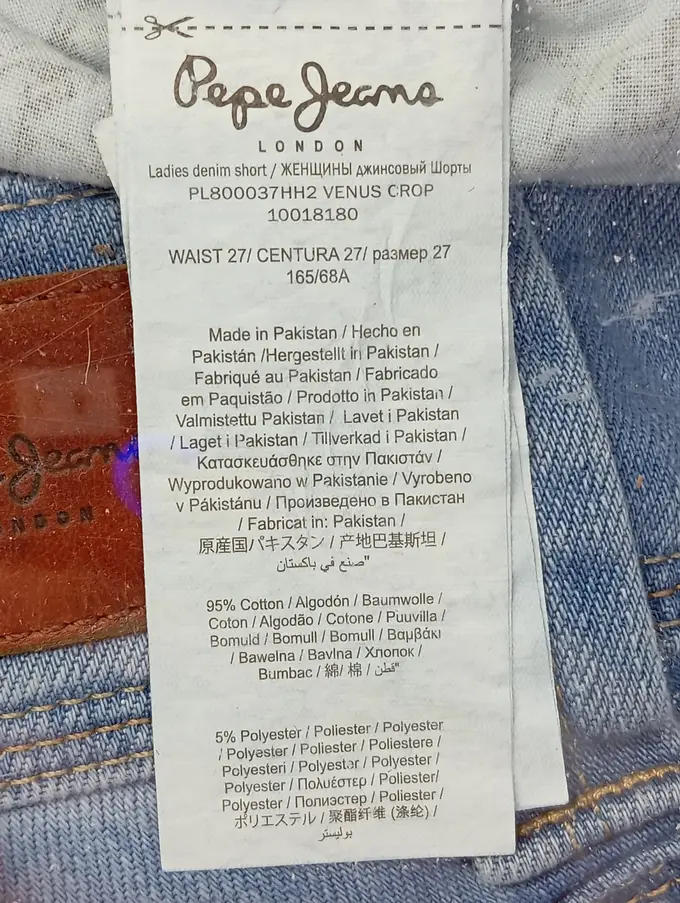 Pepe Jeans
LONDON
Ladies denim short / ЖЕНЩИНЫ джинсовый Шорты
PL800037HH2 VENUS CROP
10018180
WAIST 27/ CENTURA 27/ размер 27
165/68A
Made in Pakistan / Hecho en
Pakistán /Hergestellt in Pakistan /
Fabriqué au Pakistan / Fabricado
em Paquistão / Prodotto in Pakistan /
Valmistettu Pakistan / Lavet i Pakistan
/ Laget i Pakistan / Tillverkad i Pakistan /
Κατασκευάσθηκε στην Πακιστάν /
Wyprodukowano w Pakistanie / Vyrobeno
v Pákistánu / Произведено в Пакистан
/ Fabricat in: Pakistan /
原産国パキスタン / 产地巴基斯坦 /
صنع في باكستان"
95% Cotton / Algodón / Baumwolle /
Coton / Algodão / Cotone / Puuvilla /
Bomuld / Bomull / Bomull / Βαμβάκι
/ Bawełna / Bavlna / Хлопок /
Bumbac / 綿/ 棉 / قطن"
5% Polyester / Poliester / Polyester
/ Polyester / Poliester / Poliestere /
Polyesteri / Polyester / Polyester /
Polyester / Πολυέστερ / Poliester/
Polyester / Полиэстер / Poliester /
ポリエステル / 聚酯纤维 (涤纶) /
بوليستر
Jeans
ONDON